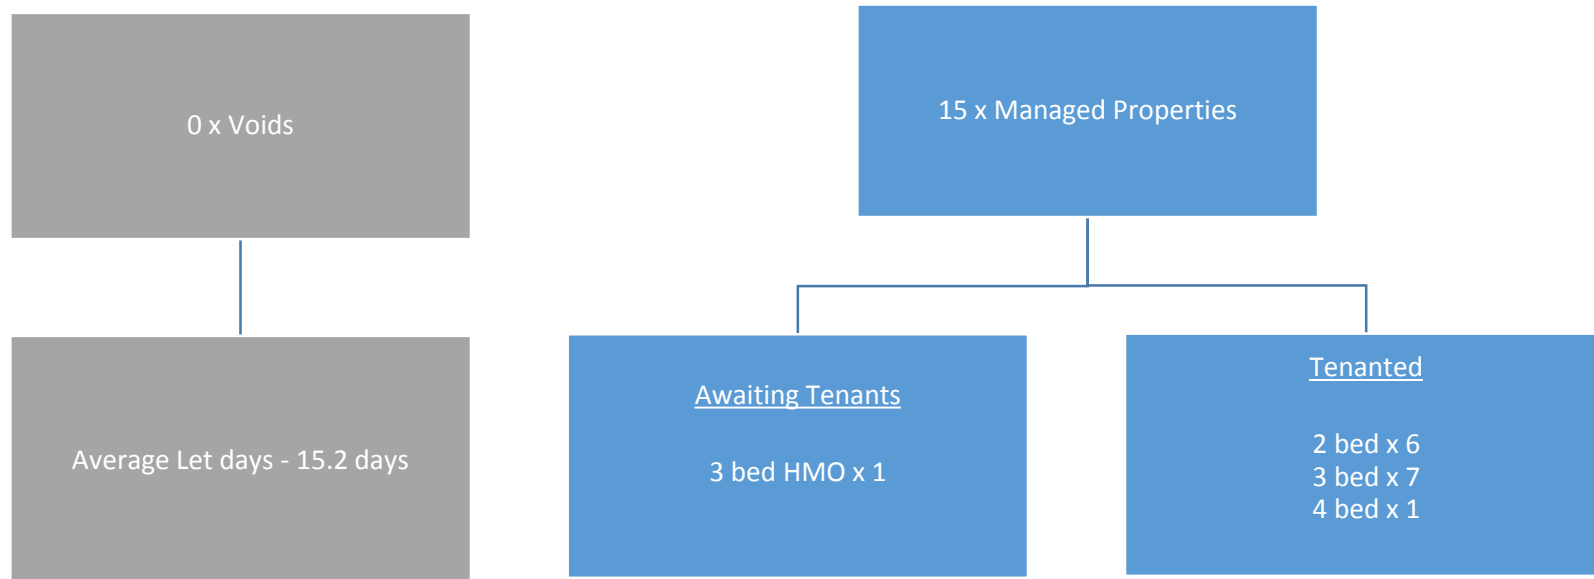 0 x Voids
15 x Managed Properties
Average Let days - 15.2 days
Awaiting Tenants
3 bed HMO x 1
Tenanted
2 bed x 6
3 bed x 7
4 bed x 1